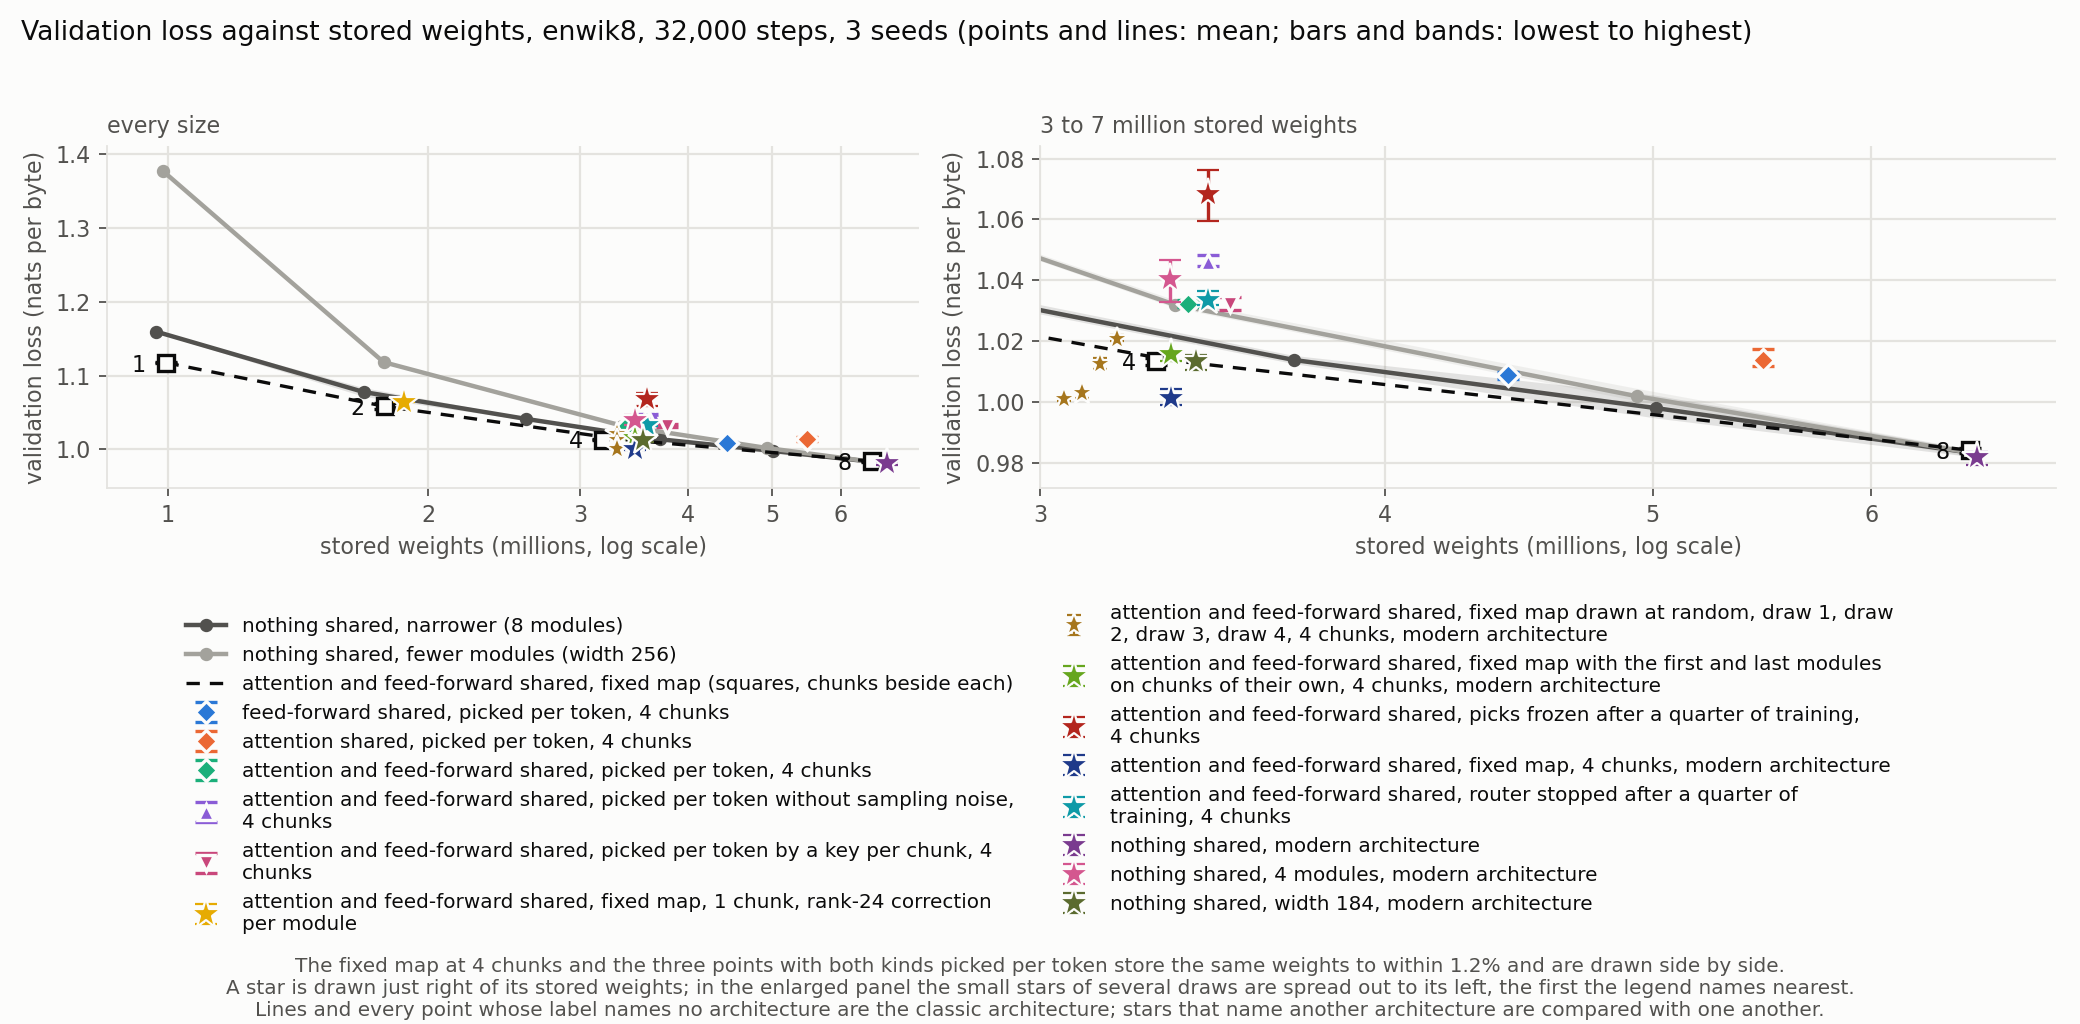 Validation loss against stored weights, enwik8, 32,000 steps, 3 seeds (points and lines: mean; bars and bands: lowest to highest)
every size
validation loss (nats per byte)
1.4
1.3
1.2
1.1
1.0
1
2
4
8
1
2
3
4
5
6
stored weights (millions, log scale)
3 to 7 million stored weights
validation loss (nats per byte)
1.08
1.06
1.04
1.02
1.00
0.98
4
8
3
4
5
6
stored weights (millions, log scale)
nothing shared, narrower (8 modules)
nothing shared, fewer modules (width 256)
attention and feed-forward shared, fixed map (squares, chunks beside each)
feed-forward shared, picked per token, 4 chunks
attention shared, picked per token, 4 chunks
attention and feed-forward shared, picked per token, 4 chunks
attention and feed-forward shared, picked per token without sampling noise,
4 chunks
attention and feed-forward shared, picked per token by a key per chunk, 4
chunks
attention and feed-forward shared, fixed map, 1 chunk, rank-24 correction
per module
attention and feed-forward shared, fixed map drawn at random, draw 1, draw
2, draw 3, draw 4, 4 chunks, modern architecture
attention and feed-forward shared, fixed map with the first and last modules
on chunks of their own, 4 chunks, modern architecture
attention and feed-forward shared, picks frozen after a quarter of training,
4 chunks
attention and feed-forward shared, fixed map, 4 chunks, modern architecture
attention and feed-forward shared, router stopped after a quarter of
training, 4 chunks
nothing shared, modern architecture
nothing shared, 4 modules, modern architecture
nothing shared, width 184, modern architecture
The fixed map at 4 chunks and the three points with both kinds picked per token store the same weights to within 1.2% and are drawn side by side.
A star is drawn just right of its stored weights; in the enlarged panel the small stars of several draws are spread out to its left, the first the legend names nearest.
Lines and every point whose label names no architecture are the classic architecture; stars that name another architecture are compared with one another.